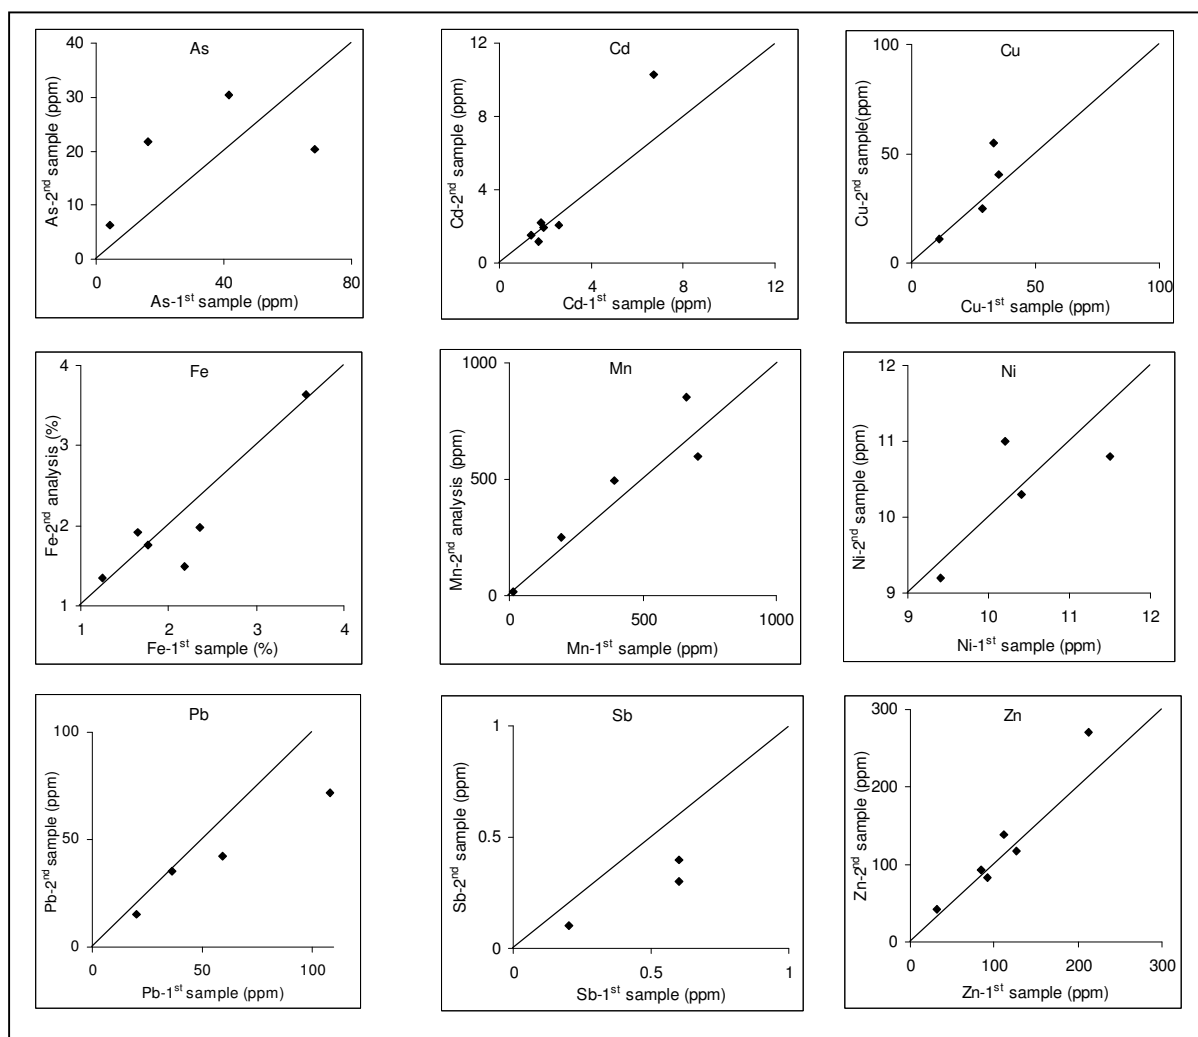 As
40
30
20
10
0
As-2nd sample (ppm)
0 40 80
As-1st sample (ppm)
Cd
12
8
4
0
Cd-2nd sample (ppm)
0 4 8 12
Cd-1st sample (ppm)
Cu
100
50
0
Cu-2nd sample(ppm)
0 50 100
Cu-1st sample (ppm)
Fe
4
3
2
1
Fe-2nd analysis (%)
1 2 3 4
Fe-1st sample (%)
Mn
1000
500
0
Mn-2nd analysis (ppm)
0 500 1000
Mn-1st sample (ppm)
Ni
12
11
10
9
Ni-2nd sample (ppm)
9 10 11 12
Ni-1st sample (ppm)
Pb
100
50
0
Pb-2nd sample (ppm)
0 50 100
Pb-1st sample (ppm)
Sb
1
0.5
0
Sb-2nd sample (ppm)
0 0.5 1
Sb-1st sample (ppm)
Zn
300
200
100
0
Zn-2nd sample (ppm)
0 100 200 300
Zn-1st sample (ppm)